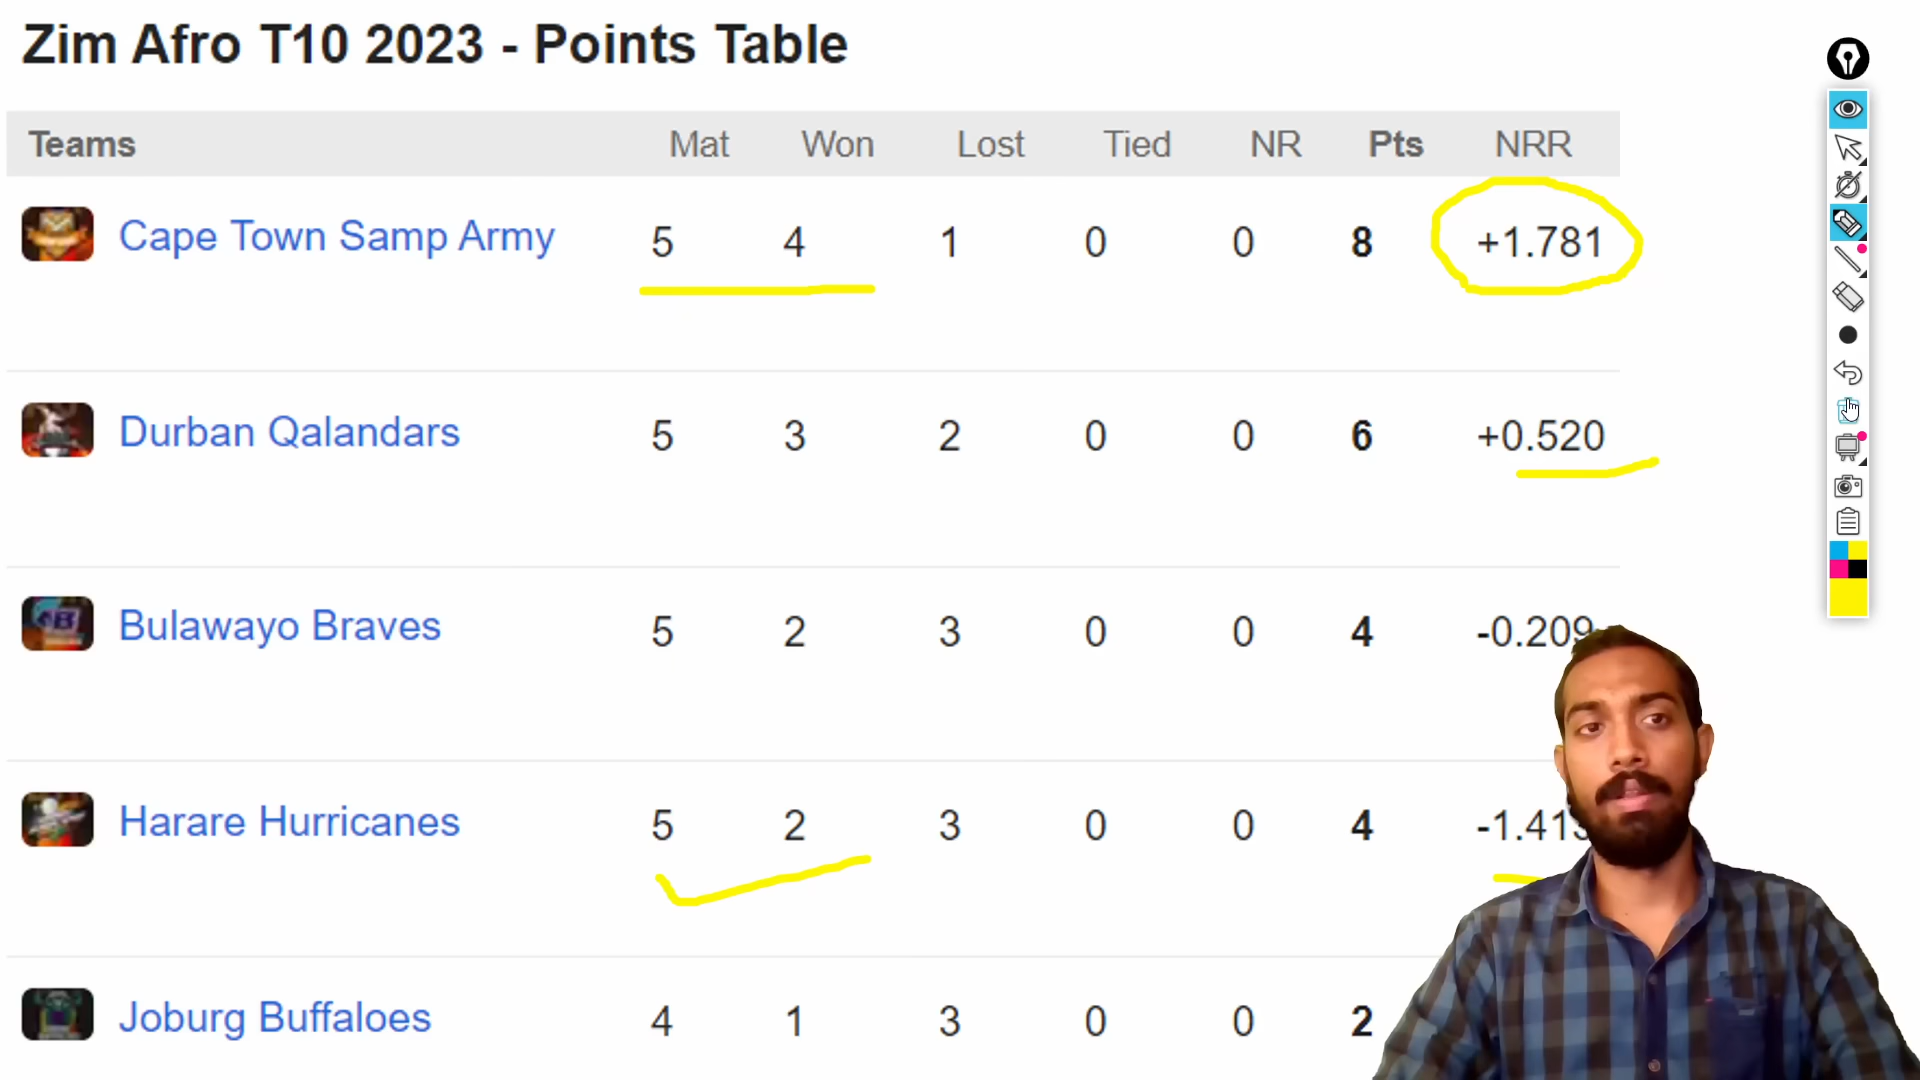 Zim Afro T10 2023 - Points Table
Teams Mat Won Lost Tied NR Pts NRR
Cape Town Samp Army 5 4 1 0 0 8 +1.781
Durban Qalandars 5 3 2 0 0 6 +0.520
Bulawayo Braves 5 2 3 0 0 4 -0.209
Harare Hurricanes 5 2 3 0 0 4
Joburg Buffaloes 4 1 3 0 0 2